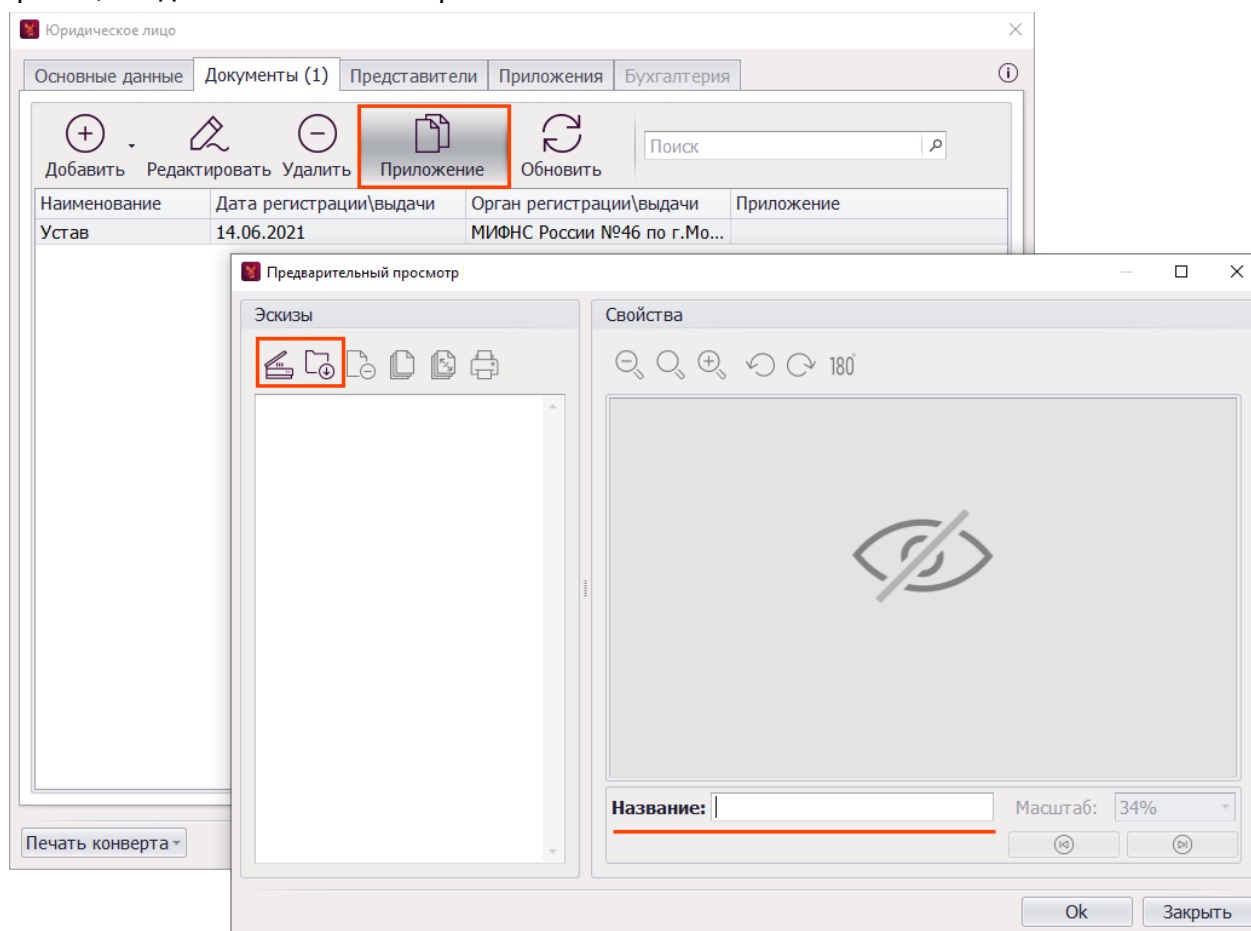 Юридическое лицо
Основные данные Документы (1) Представители Приложения Бухгалтерия
Добавить Редактировать Удалить Приложение Обновить Поиск
Наименование Дата регистрации\выдачи Орган регистрации\выдачи Приложение
Устав 14.06.2021 МИФНС России №46 по г.Мо...
Предварительный просмотр
Эскизы Свойства
180°
Название: Масштаб: 34%
Печать конверта
Ok Закрыть